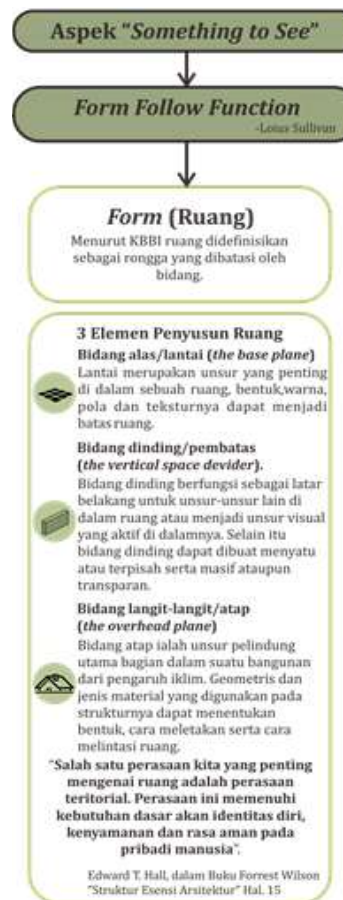 Aspek “Something to See”
Form Follow Function
-Lotus Sullivun
Form (Ruang)
Menurut KBBI ruang didefinisikan
sebagai rongga yang dibatasi oleh
bidang.
3 Elemen Penyusun Ruang
Bidang alas/lantai (the base plane)
Lantai merupakan unsur yang penting
di dalam sebuah ruang, bentuk,warna,
pola dan teksturnya dapat menjadi
batas ruang.
Bidang dinding/pembatas
(the vertical space devider).
Bidang dinding berfungsi sebagai latar
belakang untuk unsur-unsur lain di
dalam ruang atau menjadi unsur visual
yang aktif di dalamnya. Selain itu
bidang dinding dapat dibuat menyatu
atau terpisah serta masif ataupun
transparan.
Bidang langit-langit/atap
(the overhead plane)
Bidang atap ialah unsur pelindung
utama bagian dalam suatu bangunan
dari pengaruh iklim. Geometris dan
jenis material yang digunakan pada
strukturnya dapat menentukan
bentuk, cara meletakan serta cara
melintasi ruang.
“Salah satu perasaan kita yang penting
mengenai ruang adalah perasaan
teritorial. Perasaan ini memenuhi
kebutuhan dasar akan identitas diri,
kenyamanan dan rasa aman pada
pribadi manusia”.
Edward T. Hall, dalam Buku Forrest Wilson
“Struktur Esensi Arsitektur” Hal. 15